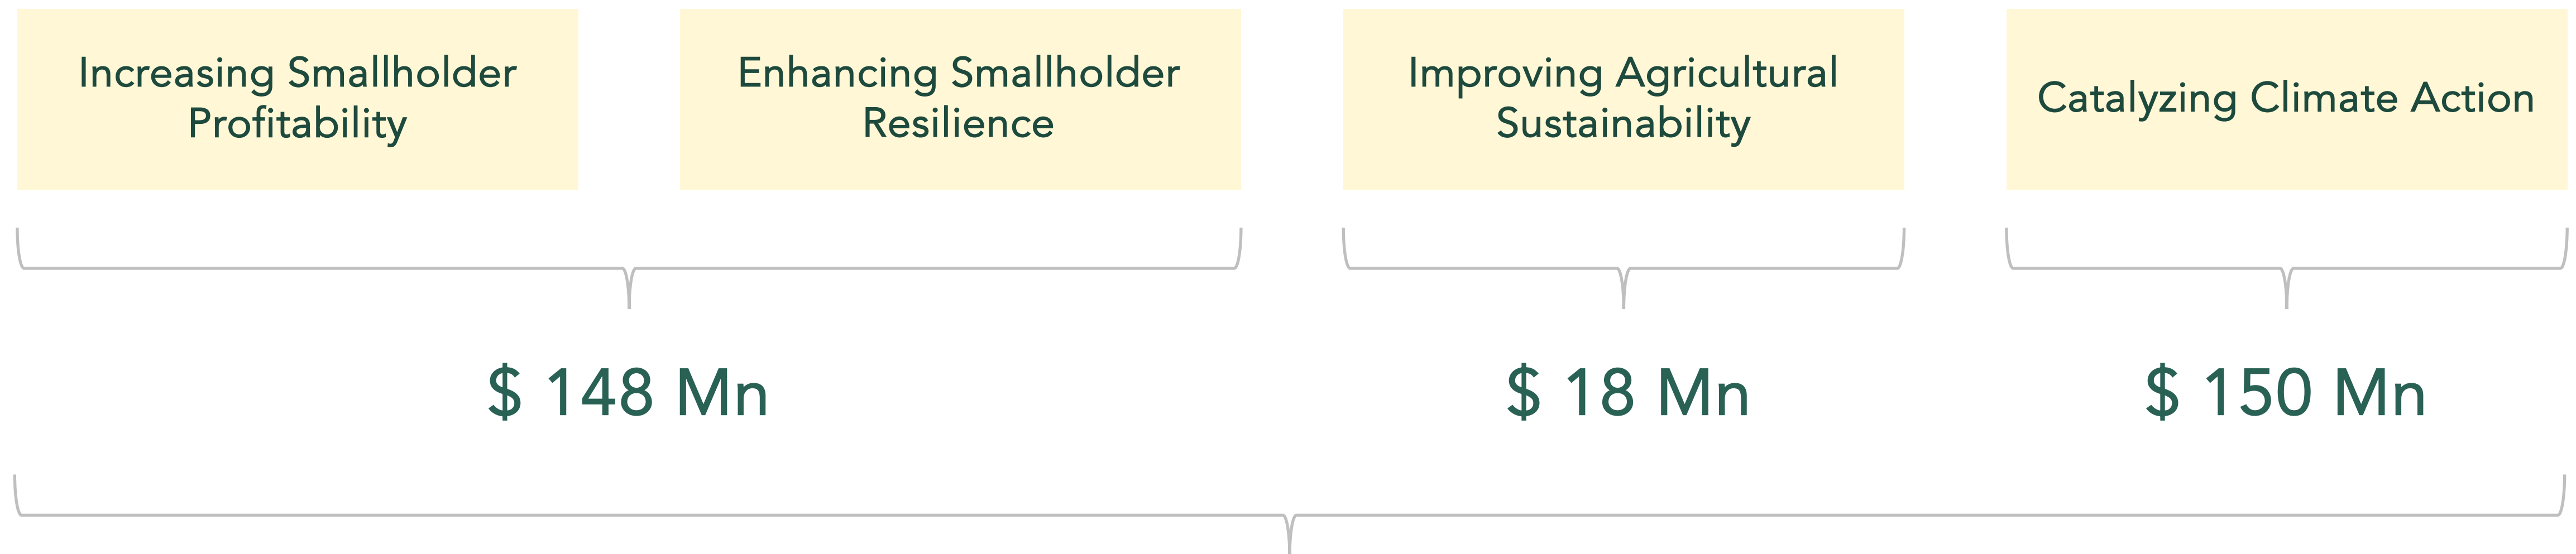 Increasing Smallholder
Profitability
Enhancing Smallholder
Resilience
Improving Agricultural
Sustainability
Catalyzing Climate Action
$ 148 Mn
$ 18 Mn
$ 150 Mn